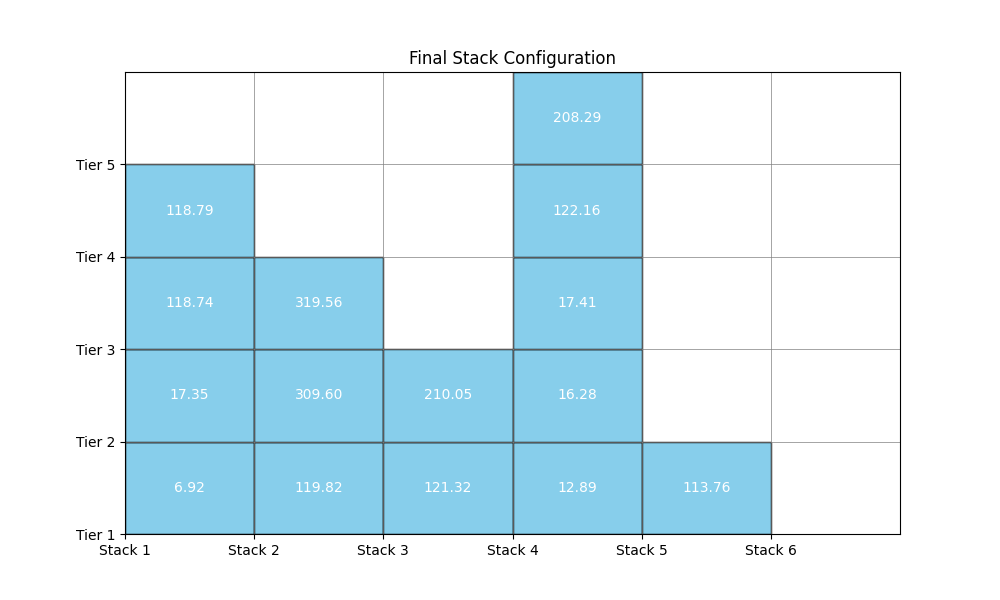 Final Stack Configuration
208.29
Tier 5
118.79 122.16
Tier 4
118.74 319.56 17.41
Tier 3
17.35 309.60 210.05 16.28
Tier 2
6.92 119.82 121.32 12.89 113.76
Tier 1
Stack 1 Stack 2 Stack 3 Stack 4 Stack 5 Stack 6